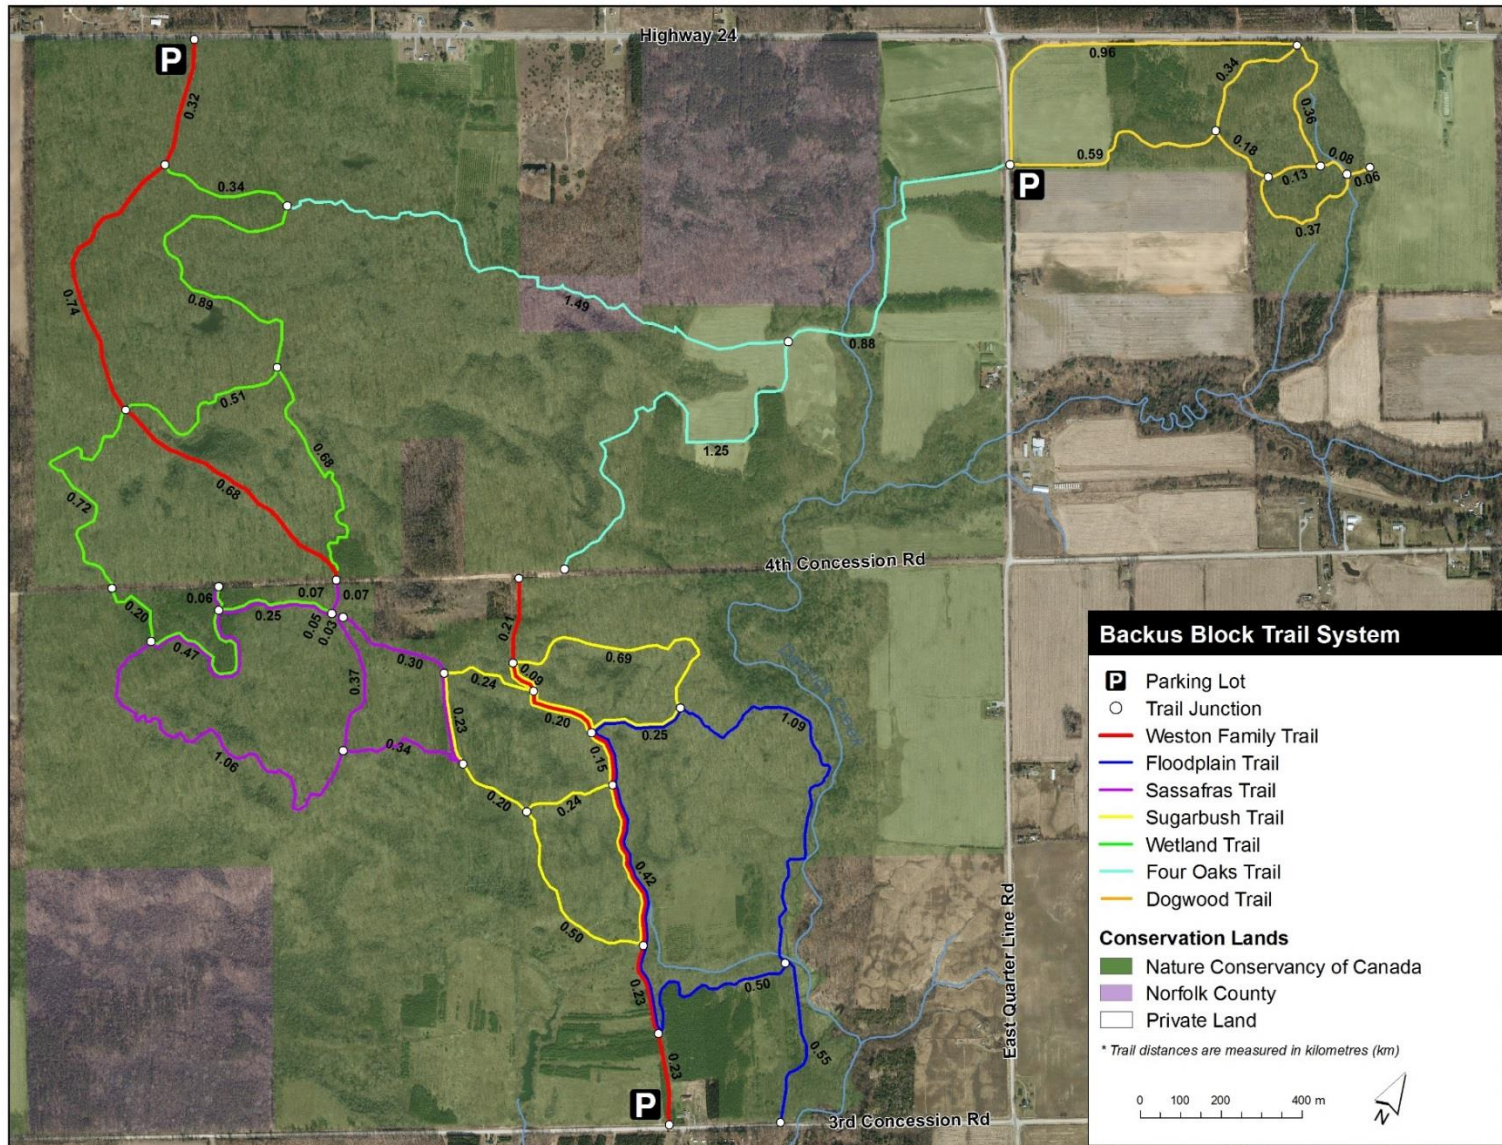 Highway 24
P
0.32
0.96
0.34
0.36
0.34
0.59
0.18
0.08
0.13
0.06
P
0.37
0.74
0.89
1.49
0.88
0.51
0.68
1.25
0.72
0.68
4th Concession Rd
0.06
0.07
0.07
0.20
0.25
0.05
0.03
0.21
0.47
0.30
0.69
0.24
0.09
0.37
0.20
0.23
0.25
1.09
0.15
0.34
1.06
0.20
0.24
0.42
0.50
0.50
0.23
0.55
0.23
East Quarter Line Rd
P
3rd Concession Rd
Backus Block Trail System
P Parking Lot
Trail Junction
Weston Family Trail
Floodplain Trail
Sassafras Trail
Sugarbush Trail
Wetland Trail
Four Oaks Trail
Dogwood Trail
Conservation Lands
Nature Conservancy of Canada
Norfolk County
Private Land
* Trail distances are measured in kilometres (km)
0 100 200 400 m
N